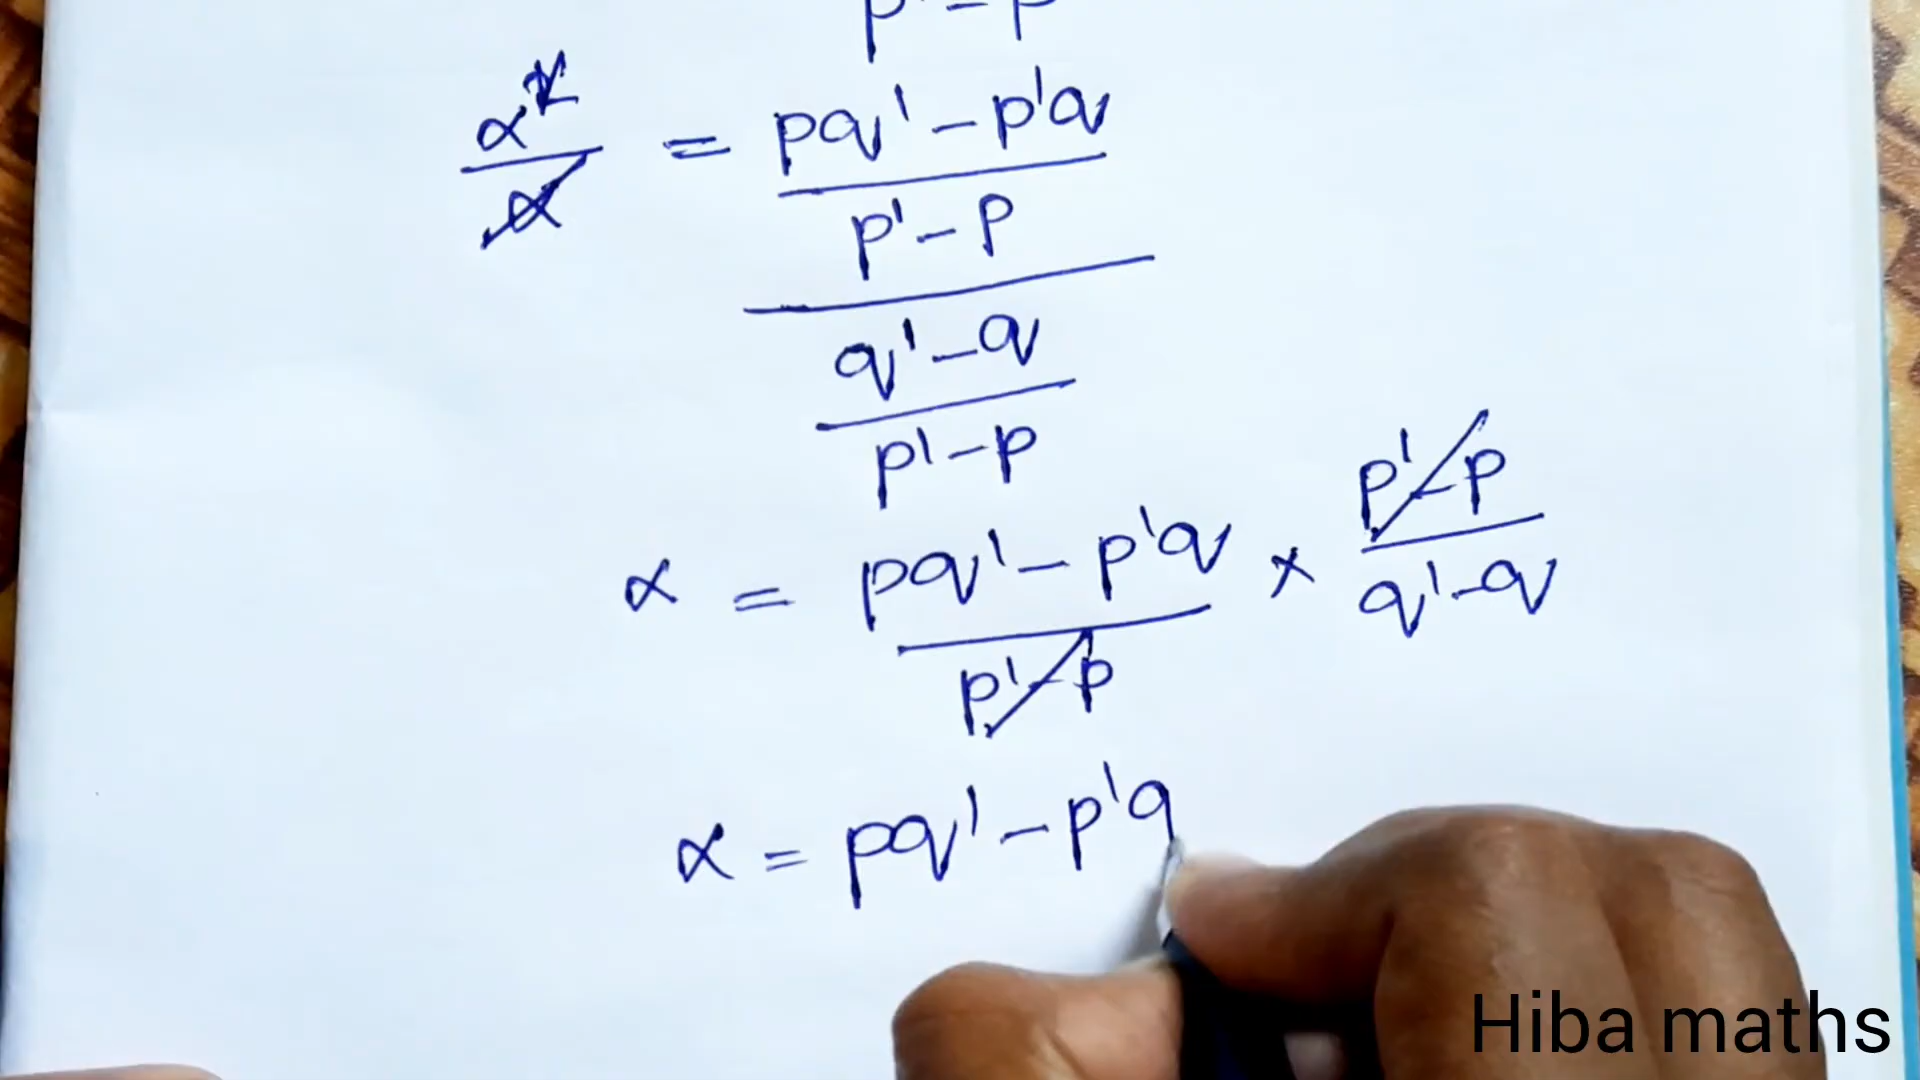 p' - p
α² / α = (pq' - p'q) / (p' - p) / (q' - q) / (p' - p)
α = (pq' - p'q) / (p' - p) × (p' - p) / (q' - q)
α = pq' - p'q
Hiba maths